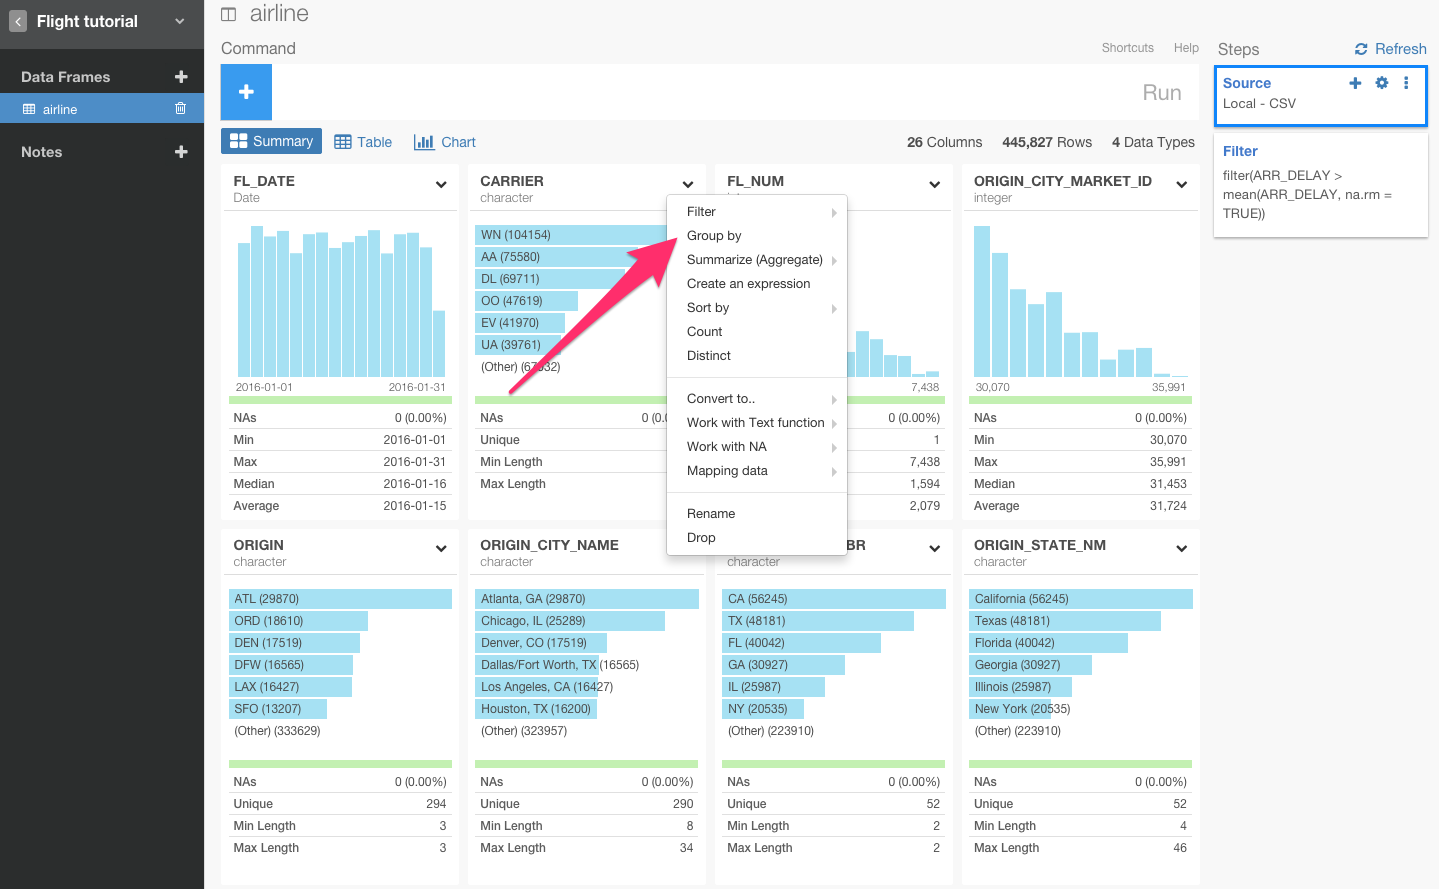 Flight tutorial
Data Frames
airline
Notes
airline
Command
Shortcuts Help
Run
Summary Table Chart
26 Columns 445,827 Rows 4 Data Types
Steps Refresh
Source
Local - CSV
Filter
filter(ARR_DELAY >
mean(ARR_DELAY, na.rm =
TRUE))
FL_DATE
Date
2016-01-01 2016-01-31
NAs 0 (0.00%)
Min 2016-01-01
Max 2016-01-31
Median 2016-01-16
Average 2016-01-15
CARRIER
character
WN (104154)
AA (75580)
DL (69711)
OO (47619)
EV (41970)
UA (39761)
(Other)
NAs
Unique
Min Length
Max Length
Filter
Group by
Summarize (Aggregate)
Create an expression
Sort by
Count
Distinct
Convert to..
Work with Text function
Work with NA
Mapping data
Rename
Drop
FL_NUM
7,438
0 (0.00%)
1
7,438
1,594
2,079
ORIGIN_CITY_MARKET_ID
integer
30,070 35,991
NAs 0 (0.00%)
Min 30,070
Max 35,991
Median 31,453
Average 31,724
ORIGIN
character
ATL (29870)
ORD (18610)
DEN (17519)
DFW (16565)
LAX (16427)
SFO (13207)
(Other) (333629)
NAs 0 (0.00%)
Unique 294
Min Length 3
Max Length 3
ORIGIN_CITY_NAME
character
Atlanta, GA (29870)
Chicago, IL (25289)
Denver, CO (17519)
Dallas/Fort Worth, TX (16565)
Los Angeles, CA (16427)
Houston, TX (16200)
(Other) (323957)
NAs 0 (0.00%)
Unique 290
Min Length 8
Max Length 34
BR
character
CA (56245)
TX (48181)
FL (40042)
GA (30927)
IL (25987)
NY (20535)
(Other) (223910)
NAs 0 (0.00%)
Unique 52
Min Length 2
Max Length 2
ORIGIN_STATE_NM
character
California (56245)
Texas (48181)
Florida (40042)
Georgia (30927)
Illinois (25987)
New York (20535)
(Other) (223910)
NAs 0 (0.00%)
Unique 52
Min Length 4
Max Length 46